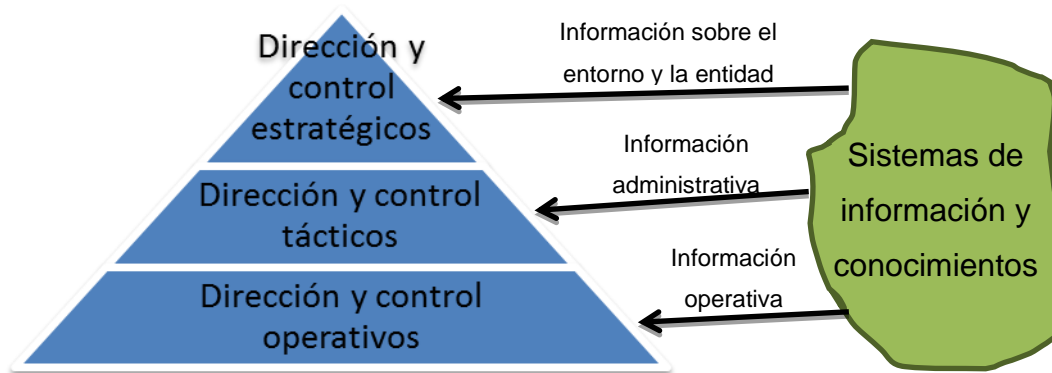 Dirección y
control
estratégicos
Dirección y control
tácticos
Dirección y control
operativos
Información sobre el
entorno y la entidad
Información
administrativa
Información
operativa
Sistemas de
información y
conocimientos